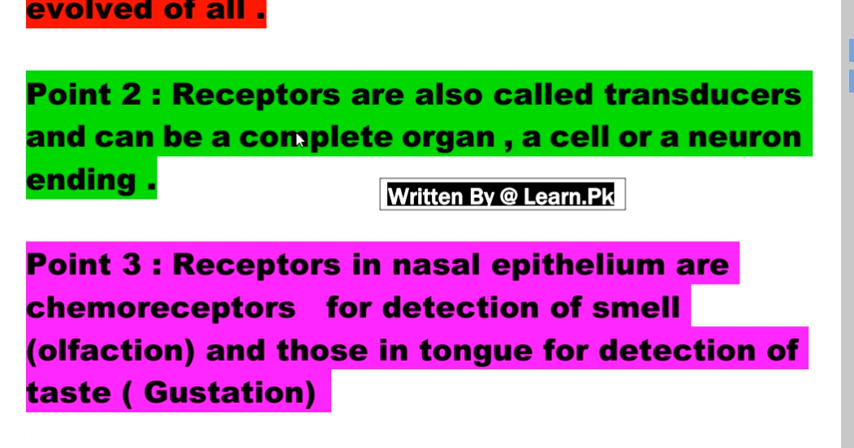 evolved of all .
Point 2 : Receptors are also called transducers
and can be a complete organ , a cell or a neuron
ending .
Written By @ Learn.Pk
Point 3 : Receptors in nasal epithelium are
chemoreceptors for detection of smell
(olfaction) and those in tongue for detection of
taste ( Gustation)